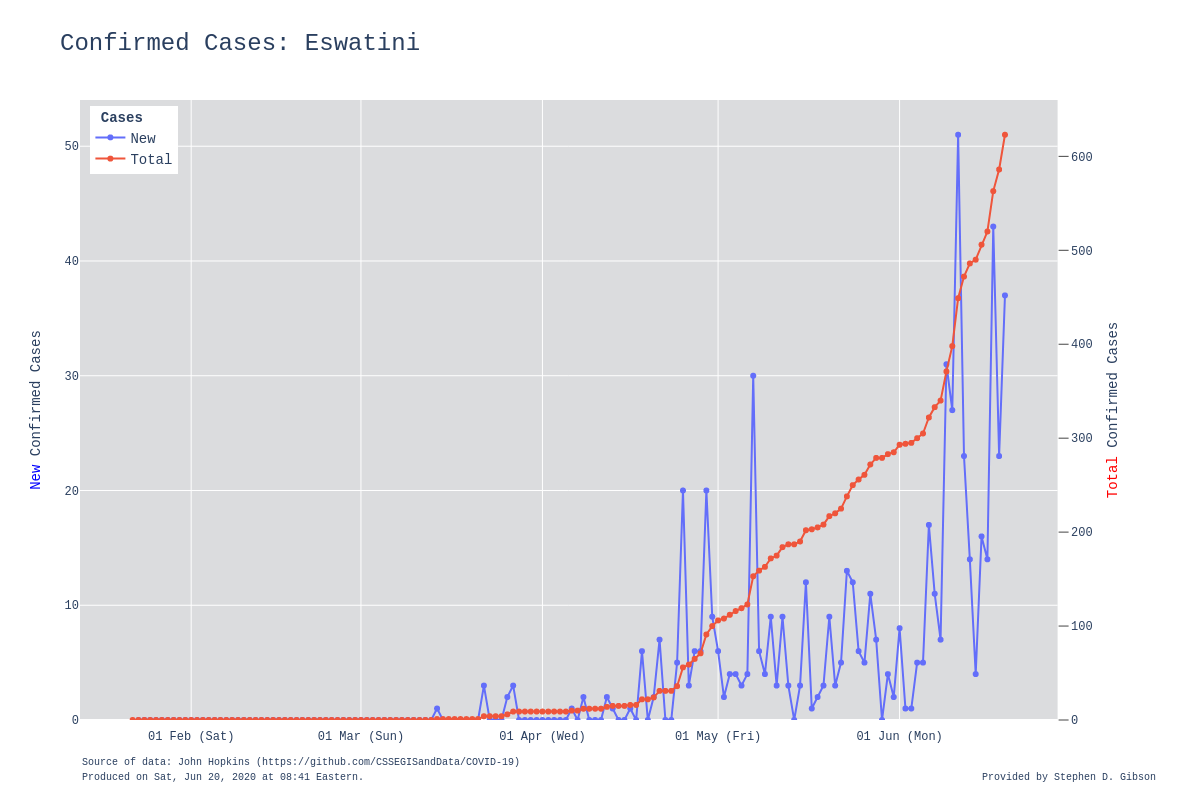 Confirmed Cases: Eswatini
Cases
New
Total
50
40
30
20
10
0
600
500
400
300
200
100
0
New Confirmed Cases
Total Confirmed Cases
01 Feb (Sat)
01 Mar (Sun)
01 Apr (Wed)
01 May (Fri)
01 Jun (Mon)
Source of data: John Hopkins (https://github.com/CSSEGISandData/COVID-19)
Produced on Sat, Jun 20, 2020 at 08:41 Eastern.
Provided by Stephen D. Gibson